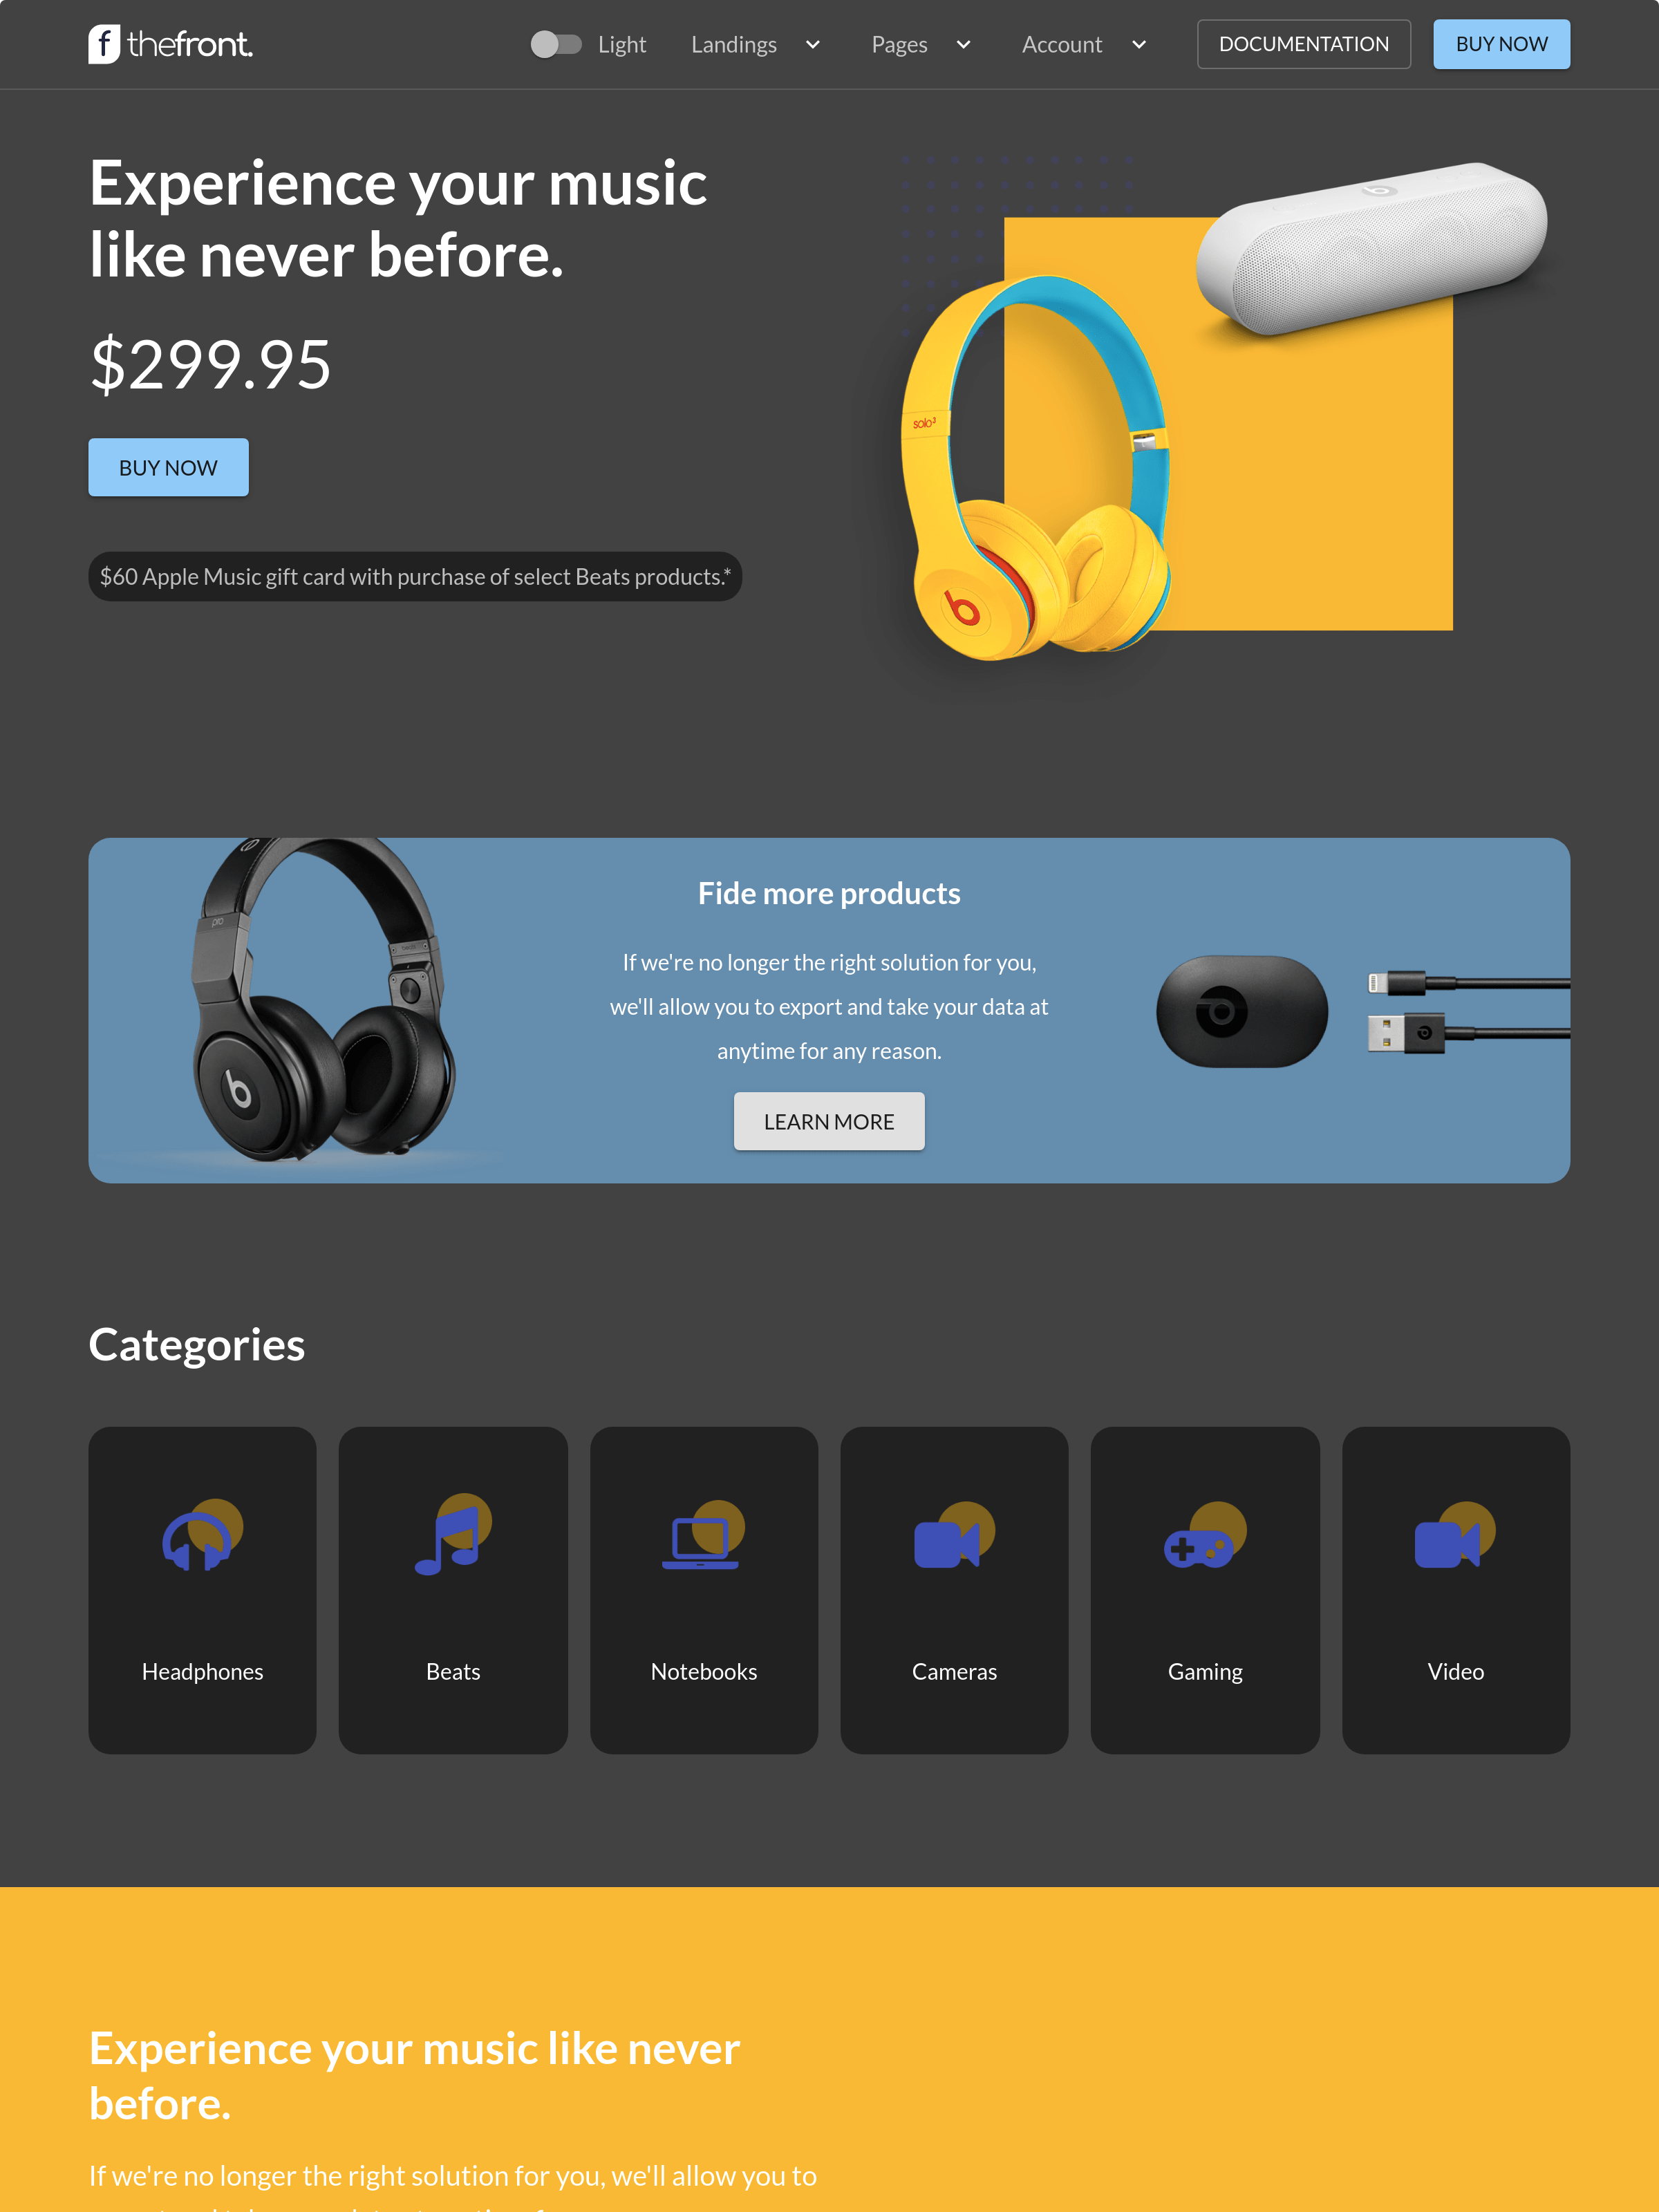 f thefront.
Light
Landings
Pages
Account
DOCUMENTATION
BUY NOW
Experience your music
like never before.
$299.95
BUY NOW
$60 Apple Music gift card with purchase of select Beats products.*
solo3
Fide more products
If we're no longer the right solution for you,
we'll allow you to export and take your data at
anytime for any reason.
LEARN MORE
pro
Categories
Headphones
Beats
Notebooks
Cameras
Gaming
Video
Experience your music like never
before.
If we're no longer the right solution for you, we'll allow you to